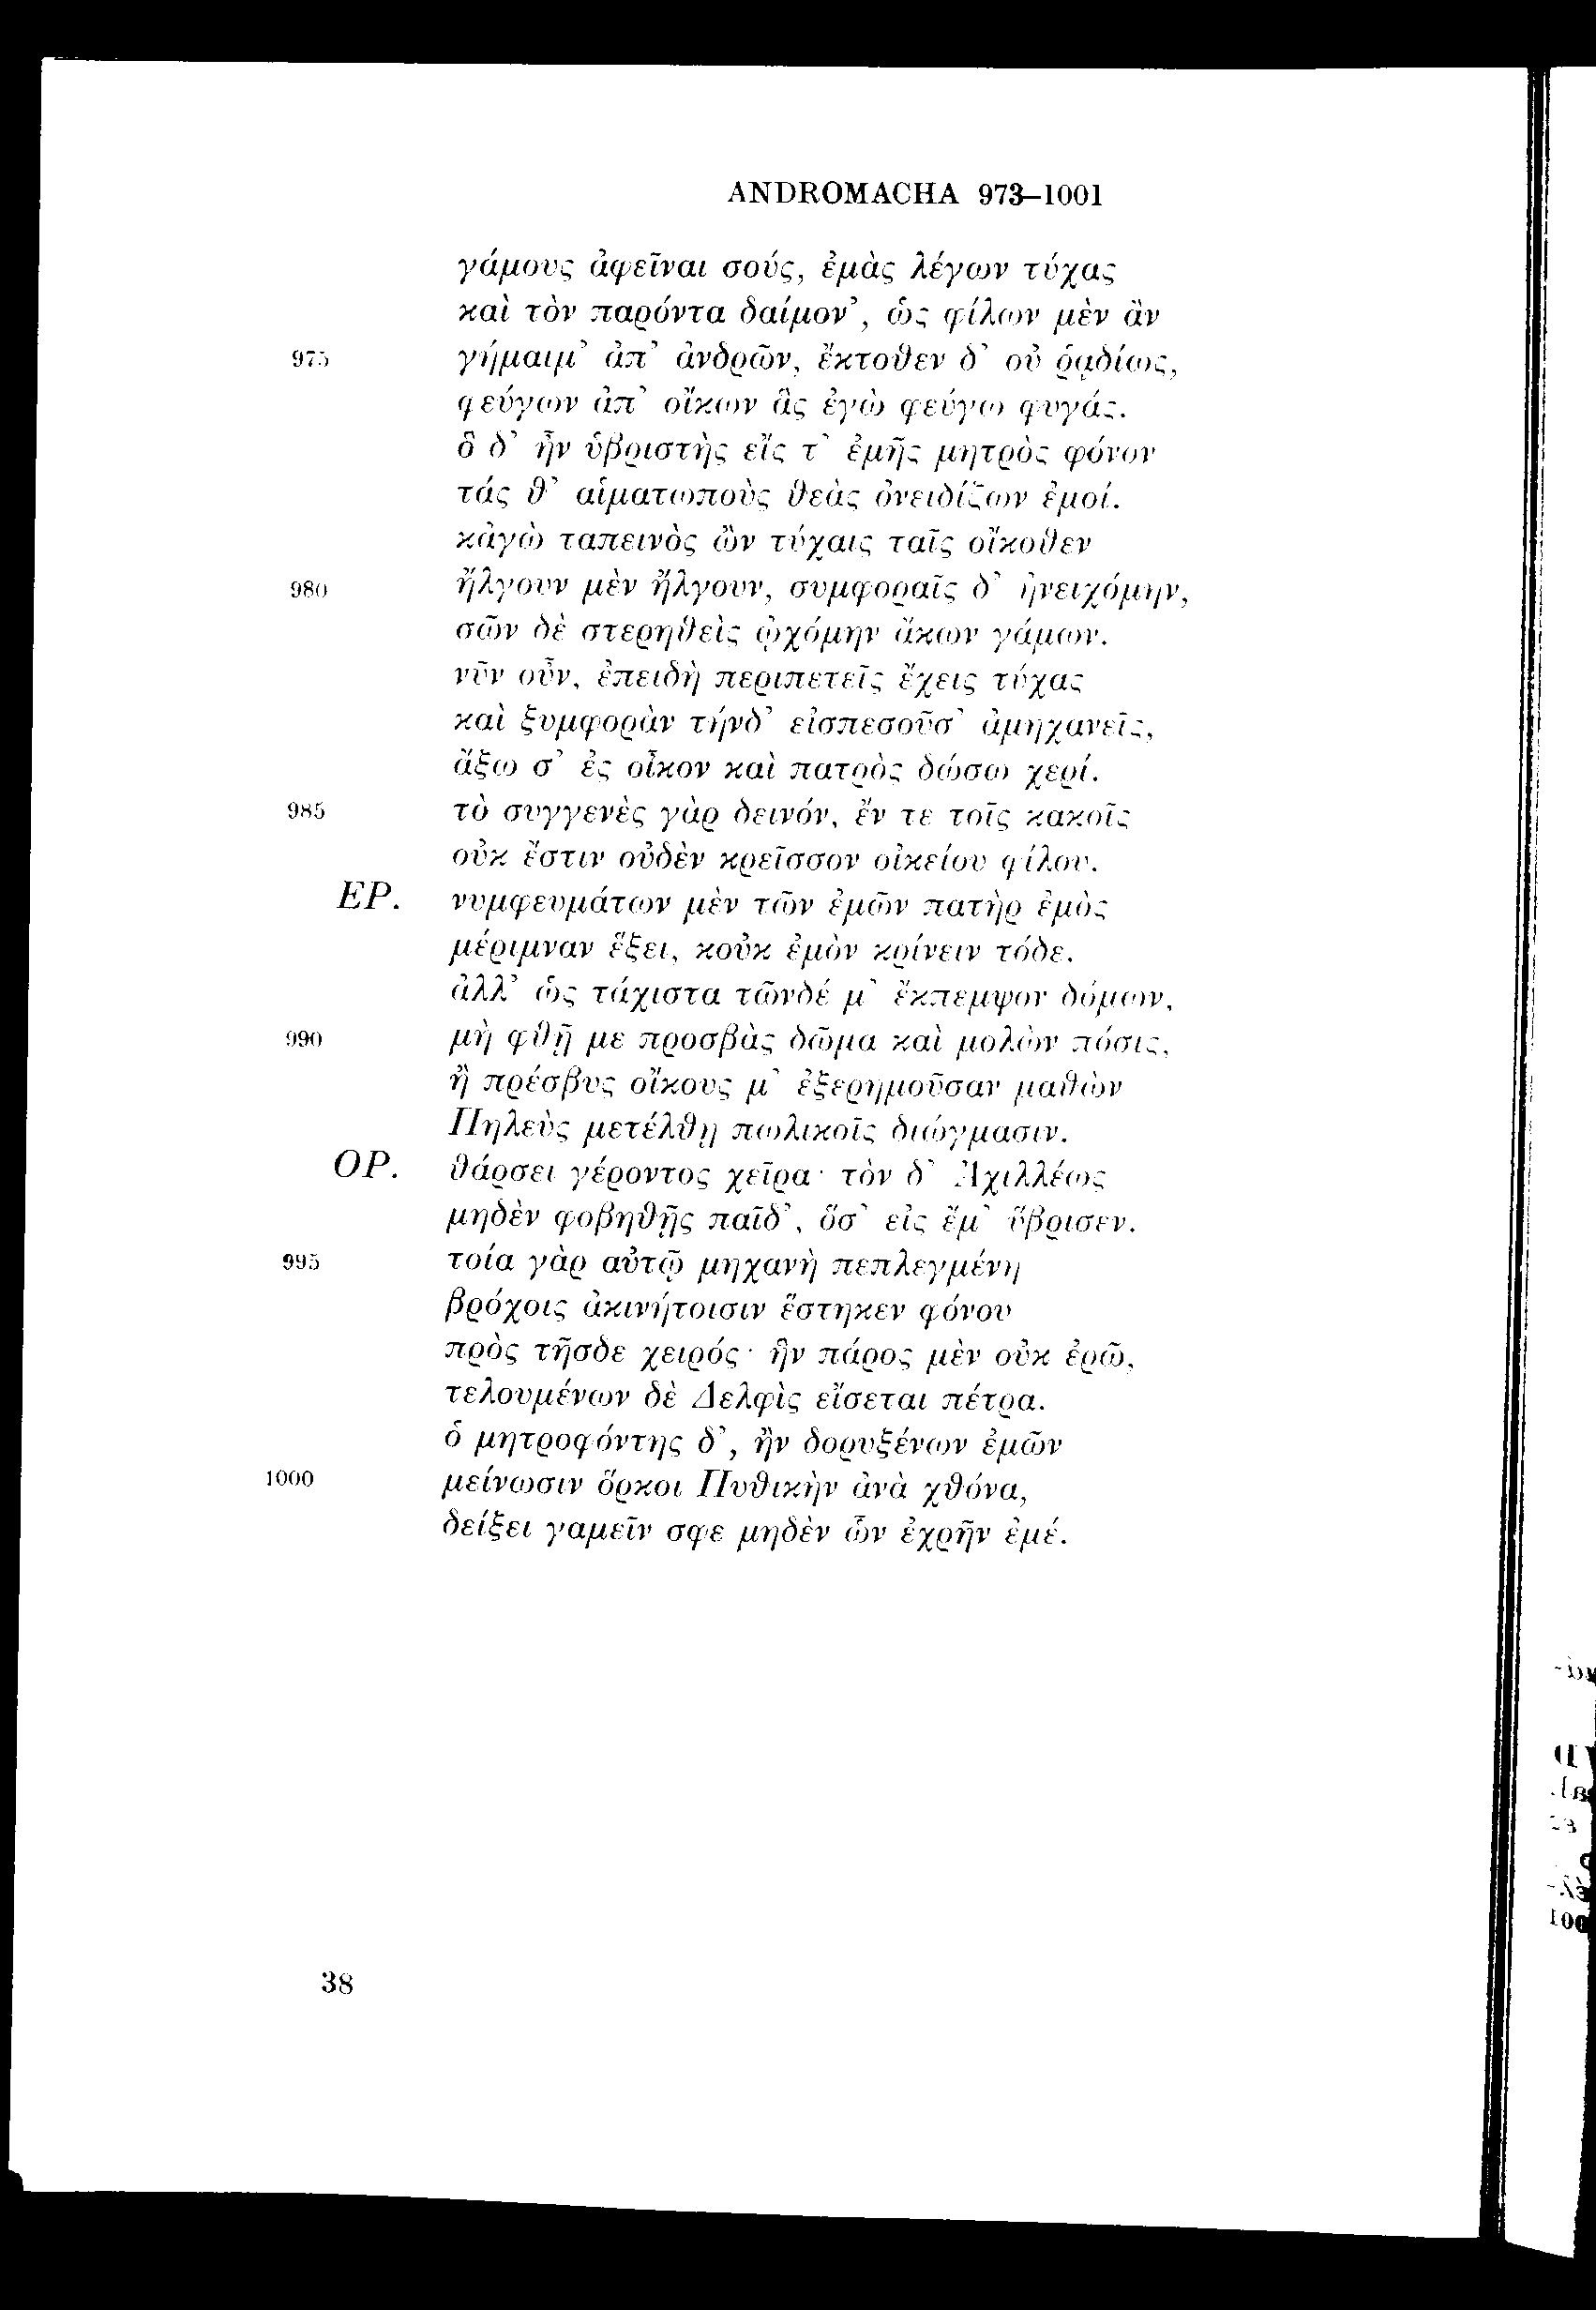 ANDROMACHA 973–1001
γάμους ἀφεῖναι σούς, ἐμὰς λέγων τύχας
καὶ τὸν παρόντα δαίμον’, ὡς φίλων μὲν ἂν
975 γήμαιμ’ ἀπ’ ἀνδρῶν, ἔκτοθεν δ’ οὐ ῥᾳδίως,
φεύγων ἀπ’ οἴκων ἃς ἐγὼ φεύγω φυγάς.
ὃ δ’ ἦν ὑβριστὴς εἴς τ’ ἐμῆς μητρὸς φόνον
τάς θ’ αἱματωποὺς θεὰς ὀνειδίζων ἐμοί.
κἀγὼ ταπεινὸς ὢν τύχαις ταῖς οἴκοθεν
980 ἤλγουν μὲν ἤλγουν, συμφοραῖς δ’ ἠνειχόμην,
σῶν δὲ στερηθεὶς ᾠχόμην ἄκων γάμων.
νῦν οὖν, ἐπειδὴ περιπετεῖς ἔχεις τύχας
καὶ ξυμφορὰν τήνδ’ εἰσπεσοῦσ’ ἀμηχανεῖς,
ἄξω σ’ ἐς οἶκον καὶ πατρὸς δώσω χερί.
985 τὸ συγγενὲς γὰρ δεινόν, ἔν τε τοῖς κακοῖς
οὐκ ἔστιν οὐδὲν κρεῖσσον οἰκείου φίλου.
ΕΡ. νυμφευμάτων μὲν τῶν ἐμῶν πατὴρ ἐμὸς
μέριμναν ἕξει, κοὐκ ἐμὸν κρίνειν τόδε.
ἀλλ’ ὡς τάχιστα τῶνδέ μ’ ἔκπεμψον δόμων,
990 μὴ φθῇ με προσβὰς δῶμα καὶ μολὼν πόσις,
ἢ πρέσβυς οἴκους μ’ ἐξερημοῦσαν μαθὼν
Πηλεὺς μετέλθῃ πωλικοῖς διώγμασιν.
ΟΡ. θάρσει γέροντος χεῖρα· τὸν δ’ Ἀχιλλέως
μηδὲν φοβηθῇς παῖδ’, ὅσ’ εἰς ἔμ’ ὕβρισεν.
995 τοία γὰρ αὐτῷ μηχανὴ πεπλεγμένη
βρόχοις ἀκινήτοισιν ἕστηκεν φόνου
πρὸς τῆσδε χειρός· ἣν πάρος μὲν οὐκ ἐρῶ,
τελουμένων δὲ Δελφὶς εἴσεται πέτρα.
ὁ μητροφόντης δ’, ἢν δορυξένων ἐμῶν
1000 μείνωσιν ὅρκοι Πυθικὴν ἀνὰ χθόνα,
δείξει γαμεῖν σφε μηδὲν ὧν ἐχρῆν ἐμέ.
38